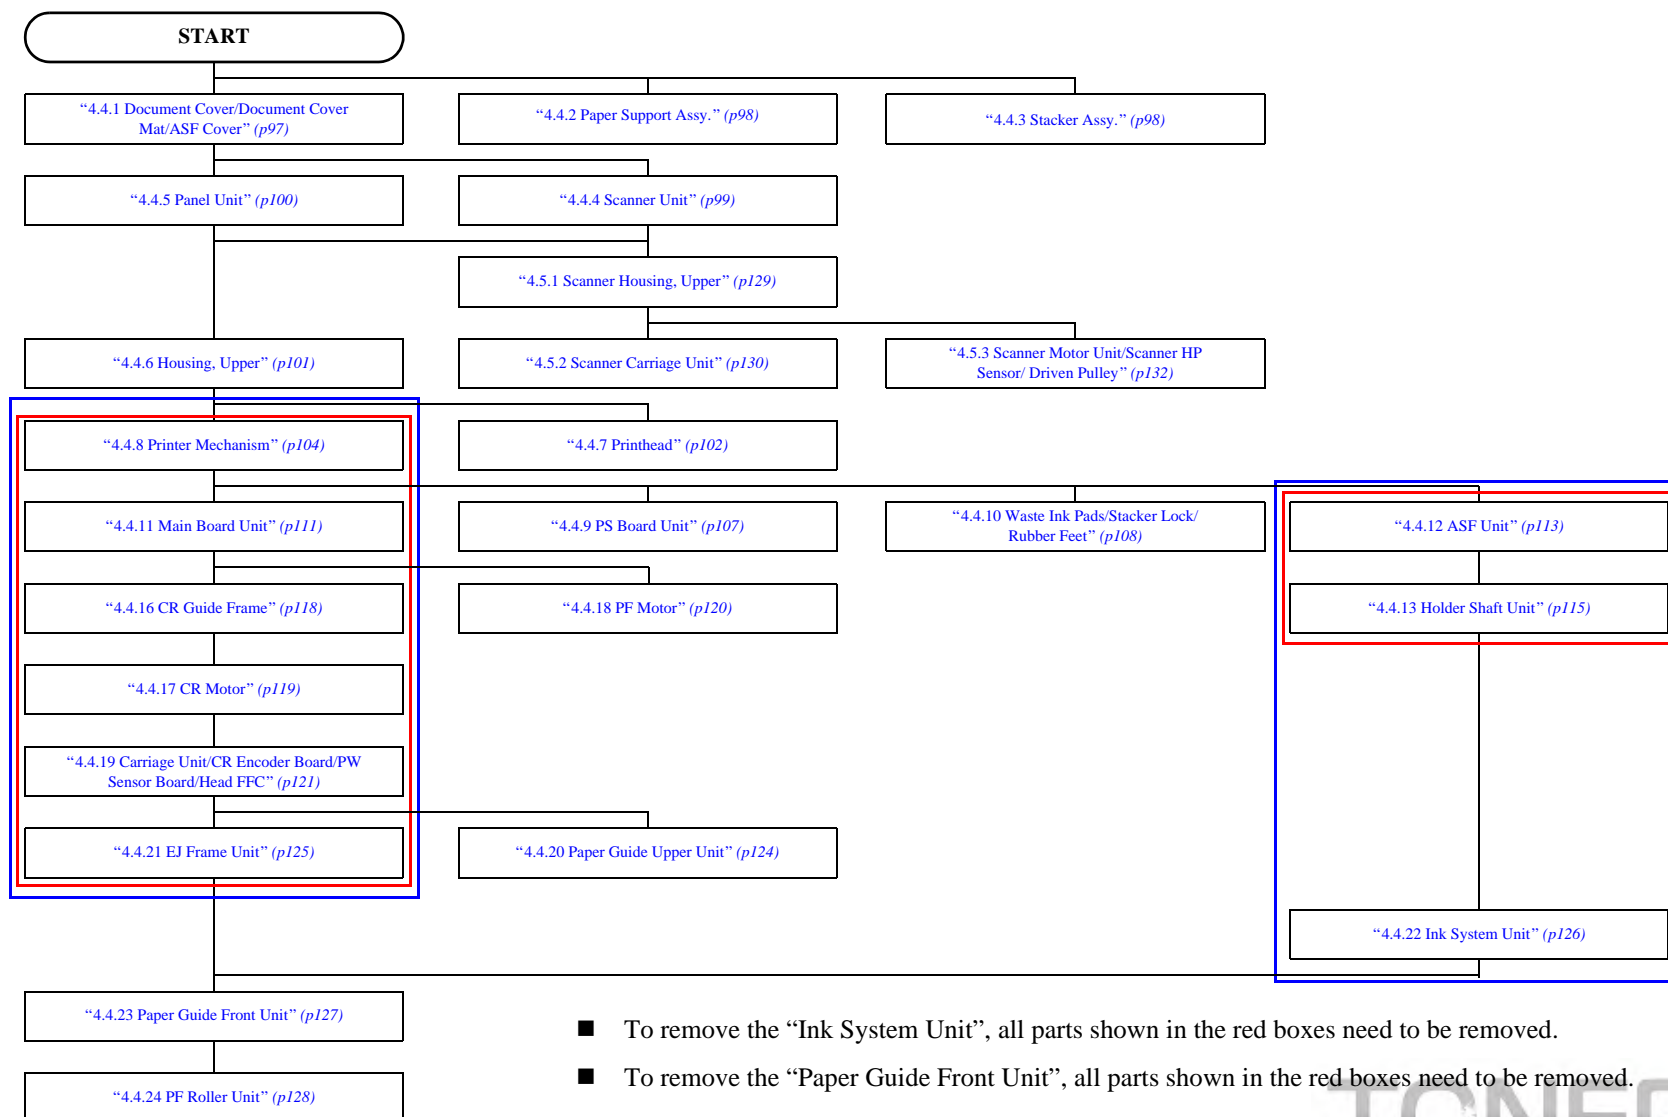 START
“4.4.1 Document Cover/Document Cover
Mat/ASF Cover” (p97)
“4.4.2 Paper Support Assy.” (p98)
“4.4.3 Stacker Assy.” (p98)
“4.4.5 Panel Unit” (p100)
“4.4.4 Scanner Unit” (p99)
“4.5.1 Scanner Housing, Upper” (p129)
“4.4.6 Housing, Upper” (p101)
“4.5.2 Scanner Carriage Unit” (p130)
“4.5.3 Scanner Motor Unit/Scanner HP
Sensor/ Driven Pulley” (p132)
“4.4.8 Printer Mechanism” (p104)
“4.4.7 Printhead” (p102)
“4.4.11 Main Board Unit” (p111)
“4.4.9 PS Board Unit” (p107)
“4.4.10 Waste Ink Pads/Stacker Lock/
Rubber Feet” (p108)
“4.4.12 ASF Unit” (p113)
“4.4.16 CR Guide Frame” (p118)
“4.4.18 PF Motor” (p120)
“4.4.13 Holder Shaft Unit” (p115)
“4.4.17 CR Motor” (p119)
“4.4.19 Carriage Unit/CR Encoder Board/PW
Sensor Board/Head FFC” (p121)
“4.4.21 EJ Frame Unit” (p125)
“4.4.20 Paper Guide Upper Unit” (p124)
“4.4.22 Ink System Unit” (p126)
“4.4.23 Paper Guide Front Unit” (p127)
■ To remove the “Ink System Unit”, all parts shown in the red boxes need to be removed.
■ To remove the “Paper Guide Front Unit”, all parts shown in the red boxes need to be removed.
“4.4.24 PF Roller Unit” (p128)